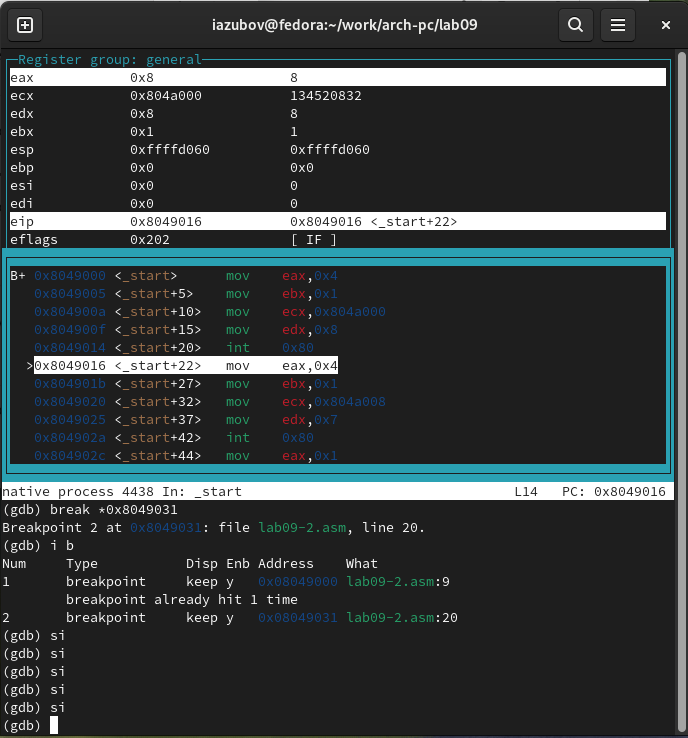 iazubov@fedora:~/work/arch-pc/lab09
Register group: general
eax 0x8 8
ecx 0x804a000 134520832
edx 0x8 8
ebx 0x1 1
esp 0xffffd060 0xffffd060
ebp 0x0 0x0
esi 0x0 0
edi 0x0 0
eip 0x8049016 0x8049016 <_start+22>
eflags 0x202 [ IF ]
B+ 0x8049000 <_start> mov eax,0x4
0x8049005 <_start+5> mov ebx,0x1
0x804900a <_start+10> mov ecx,0x804a000
0x804900f <_start+15> mov edx,0x8
0x8049014 <_start+20> int 0x80
>0x8049016 <_start+22> mov eax,0x4
0x804901b <_start+27> mov ebx,0x1
0x8049020 <_start+32> mov ecx,0x804a008
0x8049025 <_start+37> mov edx,0x7
0x804902a <_start+42> int 0x80
0x804902c <_start+44> mov eax,0x1
native process 4438 In: _start L14 PC: 0x8049016
(gdb) break *0x8049031
Breakpoint 2 at 0x8049031: file lab09-2.asm, line 20.
(gdb) i b
Num Type Disp Enb Address What
1 breakpoint keep y 0x08049000 lab09-2.asm:9
breakpoint already hit 1 time
2 breakpoint keep y 0x08049031 lab09-2.asm:20
(gdb) si
(gdb) si
(gdb) si
(gdb) si
(gdb) si
(gdb)